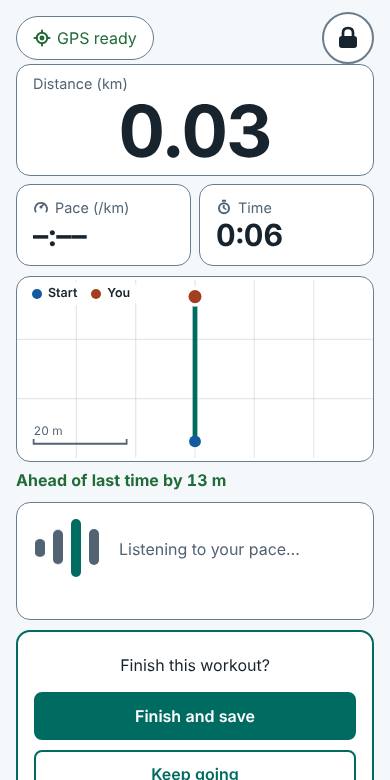 GPS ready
Distance (km)
0.03
Pace (/km)
–:––
Time
0:06
Start
You
20 m
Ahead of last time by 13 m
Listening to your pace...
Finish this workout?
Finish and save
Keep going